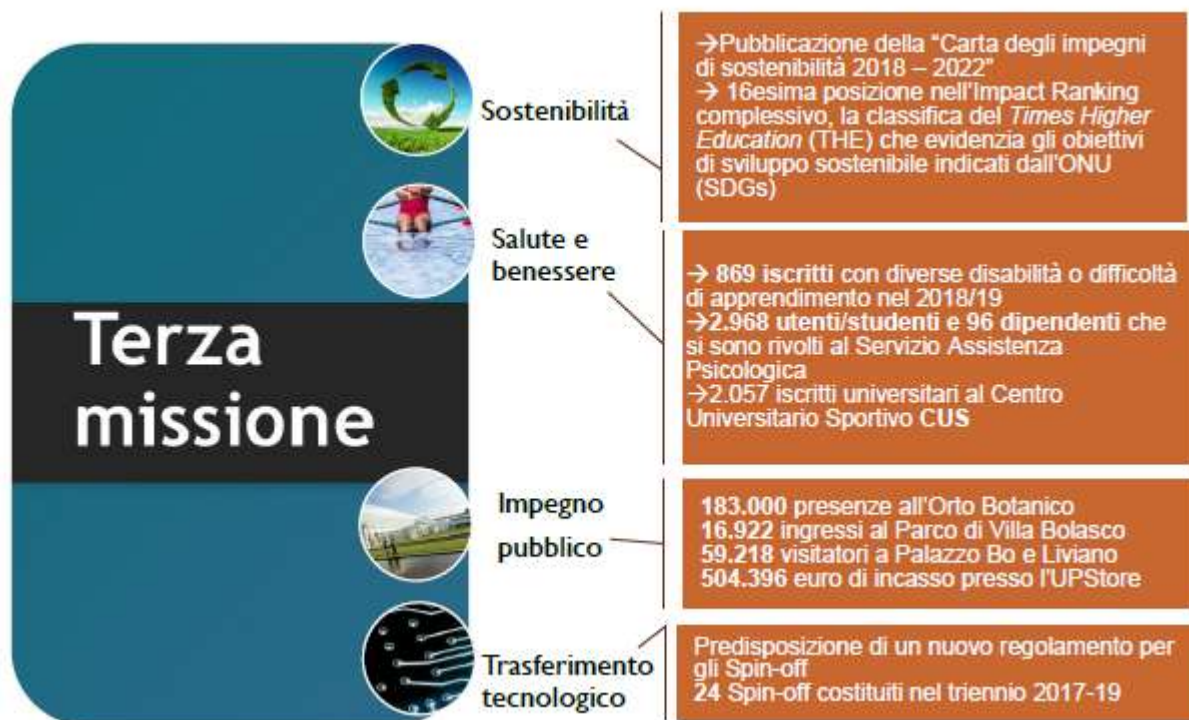 Terza
missione
Sostenibilità
→Pubblicazione della "Carta degli impegni
di sostenibilità 2018 – 2022"
→ 16esima posizione nell'Impact Ranking
complessivo, la classifica del Times Higher
Education (THE) che evidenzia gli obiettivi
di sviluppo sostenibile indicati dall'ONU
(SDGs)
Salute e
benessere
→ 869 iscritti con diverse disabilità o difficoltà
di apprendimento nel 2018/19
→2.968 utenti/studenti e 96 dipendenti che
si sono rivolti al Servizio Assistenza
Psicologica
→2.057 iscritti universitari al Centro
Universitario Sportivo CUS
Impegno
pubblico
183.000 presenze all'Orto Botanico
16.922 ingressi al Parco di Villa Bolasco
59.218 visitatori a Palazzo Bo e Liviano
504.396 euro di incasso presso l'UPStore
Trasferimento
tecnologico
Predisposizione di un nuovo regolamento per
gli Spin-off
24 Spin-off costituiti nel triennio 2017-19